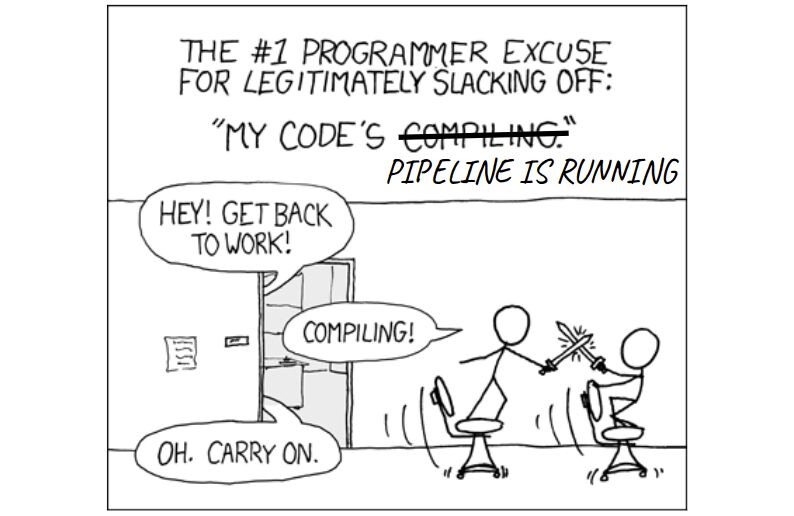 THE #1 PROGRAMMER EXCUSE
FOR LEGITIMATELY SLACKING OFF:
"MY CODE'S COMPILING."
PIPELINE IS RUNNING
HEY! GET BACK
TO WORK!
COMPILING!
OH. CARRY ON.